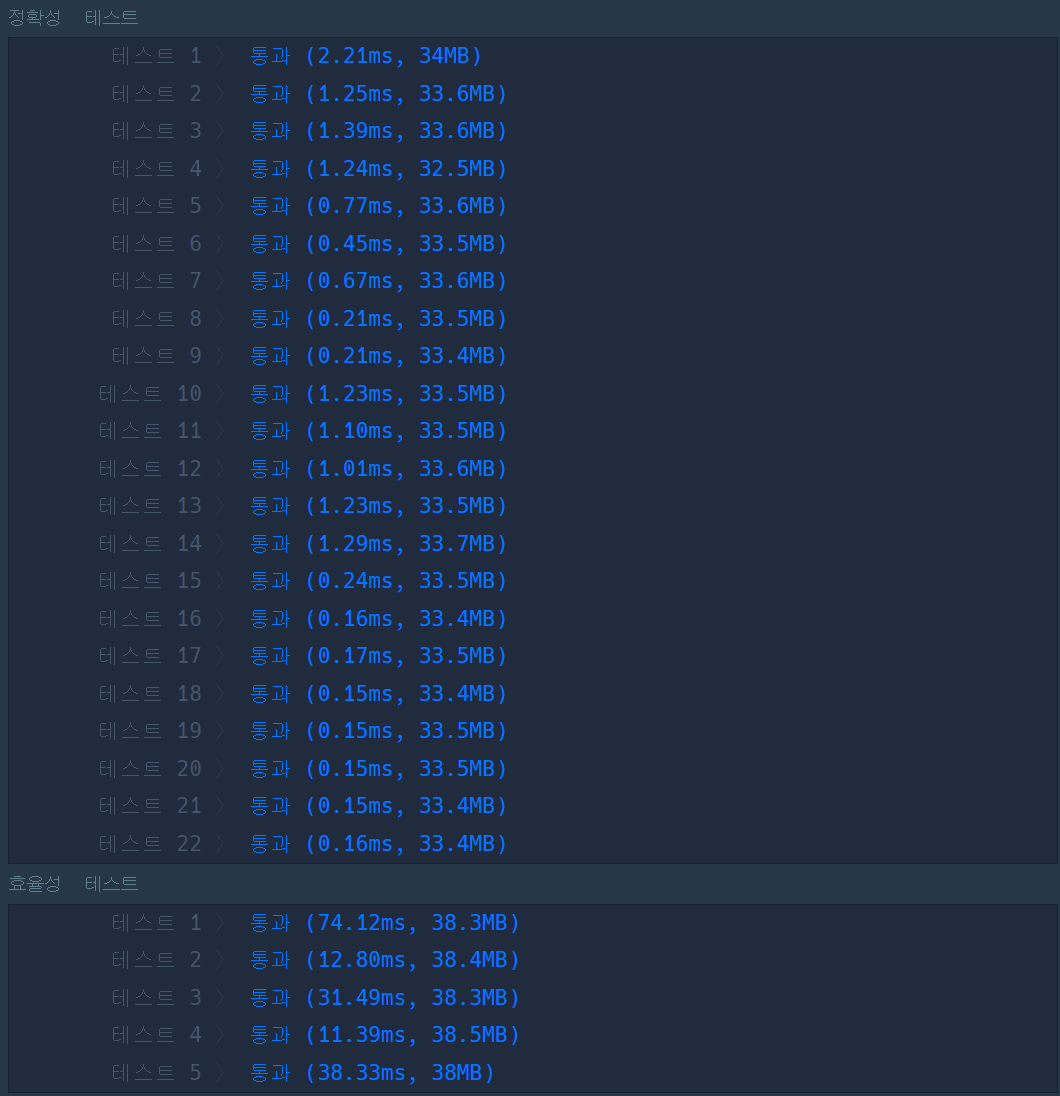 정확성 테스트
테스트 1 〉 통과 (2.21ms, 34MB)
테스트 2 〉 통과 (1.25ms, 33.6MB)
테스트 3 〉 통과 (1.39ms, 33.6MB)
테스트 4 〉 통과 (1.24ms, 32.5MB)
테스트 5 〉 통과 (0.77ms, 33.6MB)
테스트 6 〉 통과 (0.45ms, 33.5MB)
테스트 7 〉 통과 (0.67ms, 33.6MB)
테스트 8 〉 통과 (0.21ms, 33.5MB)
테스트 9 〉 통과 (0.21ms, 33.4MB)
테스트 10 〉 통과 (1.23ms, 33.5MB)
테스트 11 〉 통과 (1.10ms, 33.5MB)
테스트 12 〉 통과 (1.01ms, 33.6MB)
테스트 13 〉 통과 (1.23ms, 33.5MB)
테스트 14 〉 통과 (1.29ms, 33.7MB)
테스트 15 〉 통과 (0.24ms, 33.5MB)
테스트 16 〉 통과 (0.16ms, 33.4MB)
테스트 17 〉 통과 (0.17ms, 33.5MB)
테스트 18 〉 통과 (0.15ms, 33.4MB)
테스트 19 〉 통과 (0.15ms, 33.5MB)
테스트 20 〉 통과 (0.15ms, 33.5MB)
테스트 21 〉 통과 (0.15ms, 33.4MB)
테스트 22 〉 통과 (0.16ms, 33.4MB)
효율성 테스트
테스트 1 〉 통과 (74.12ms, 38.3MB)
테스트 2 〉 통과 (12.80ms, 38.4MB)
테스트 3 〉 통과 (31.49ms, 38.3MB)
테스트 4 〉 통과 (11.39ms, 38.5MB)
테스트 5 〉 통과 (38.33ms, 38MB)